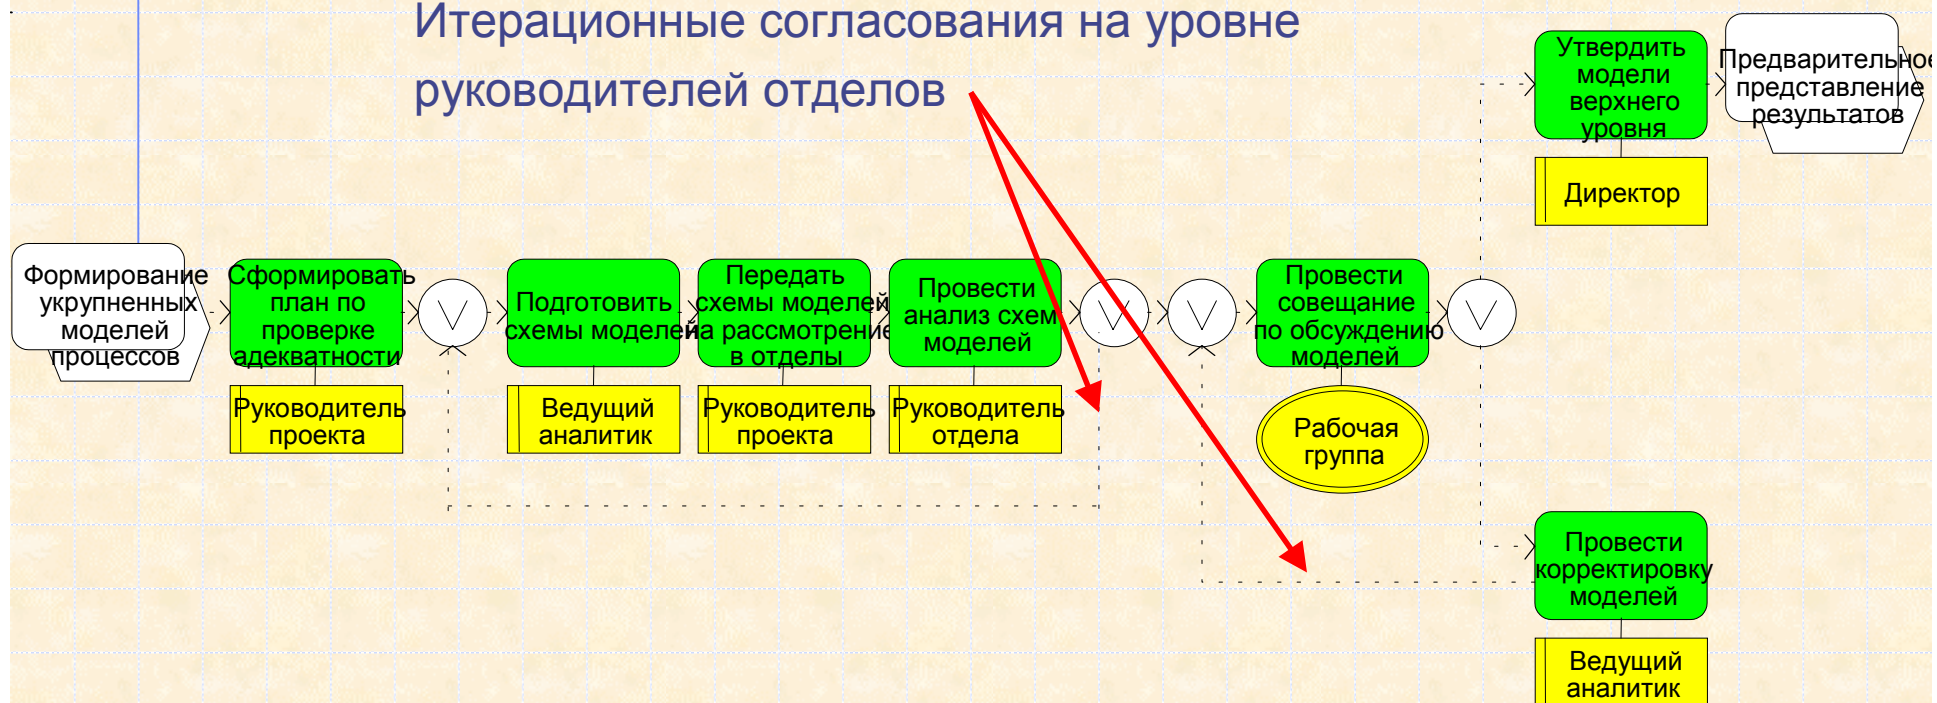 Итерационные согласования на уровне
руководителей отделов
Утвердить
модели
верхнего
уровня
Предварительное
представление
результатов
Директор
Формирование
укрупненных
моделей
процессов
Сформировать
план по
проверке
адекватности
Подготовить
схемы моделей
Передать
схемы моделей
на рассмотрение
в отделы
Провести
анализ схем
моделей
Провести
совещание
по обсуждению
моделей
Руководитель
проекта
Ведущий
аналитик
Руководитель
проекта
Руководитель
отдела
Рабочая
группа
Провести
корректировку
моделей
Ведущий
аналитик